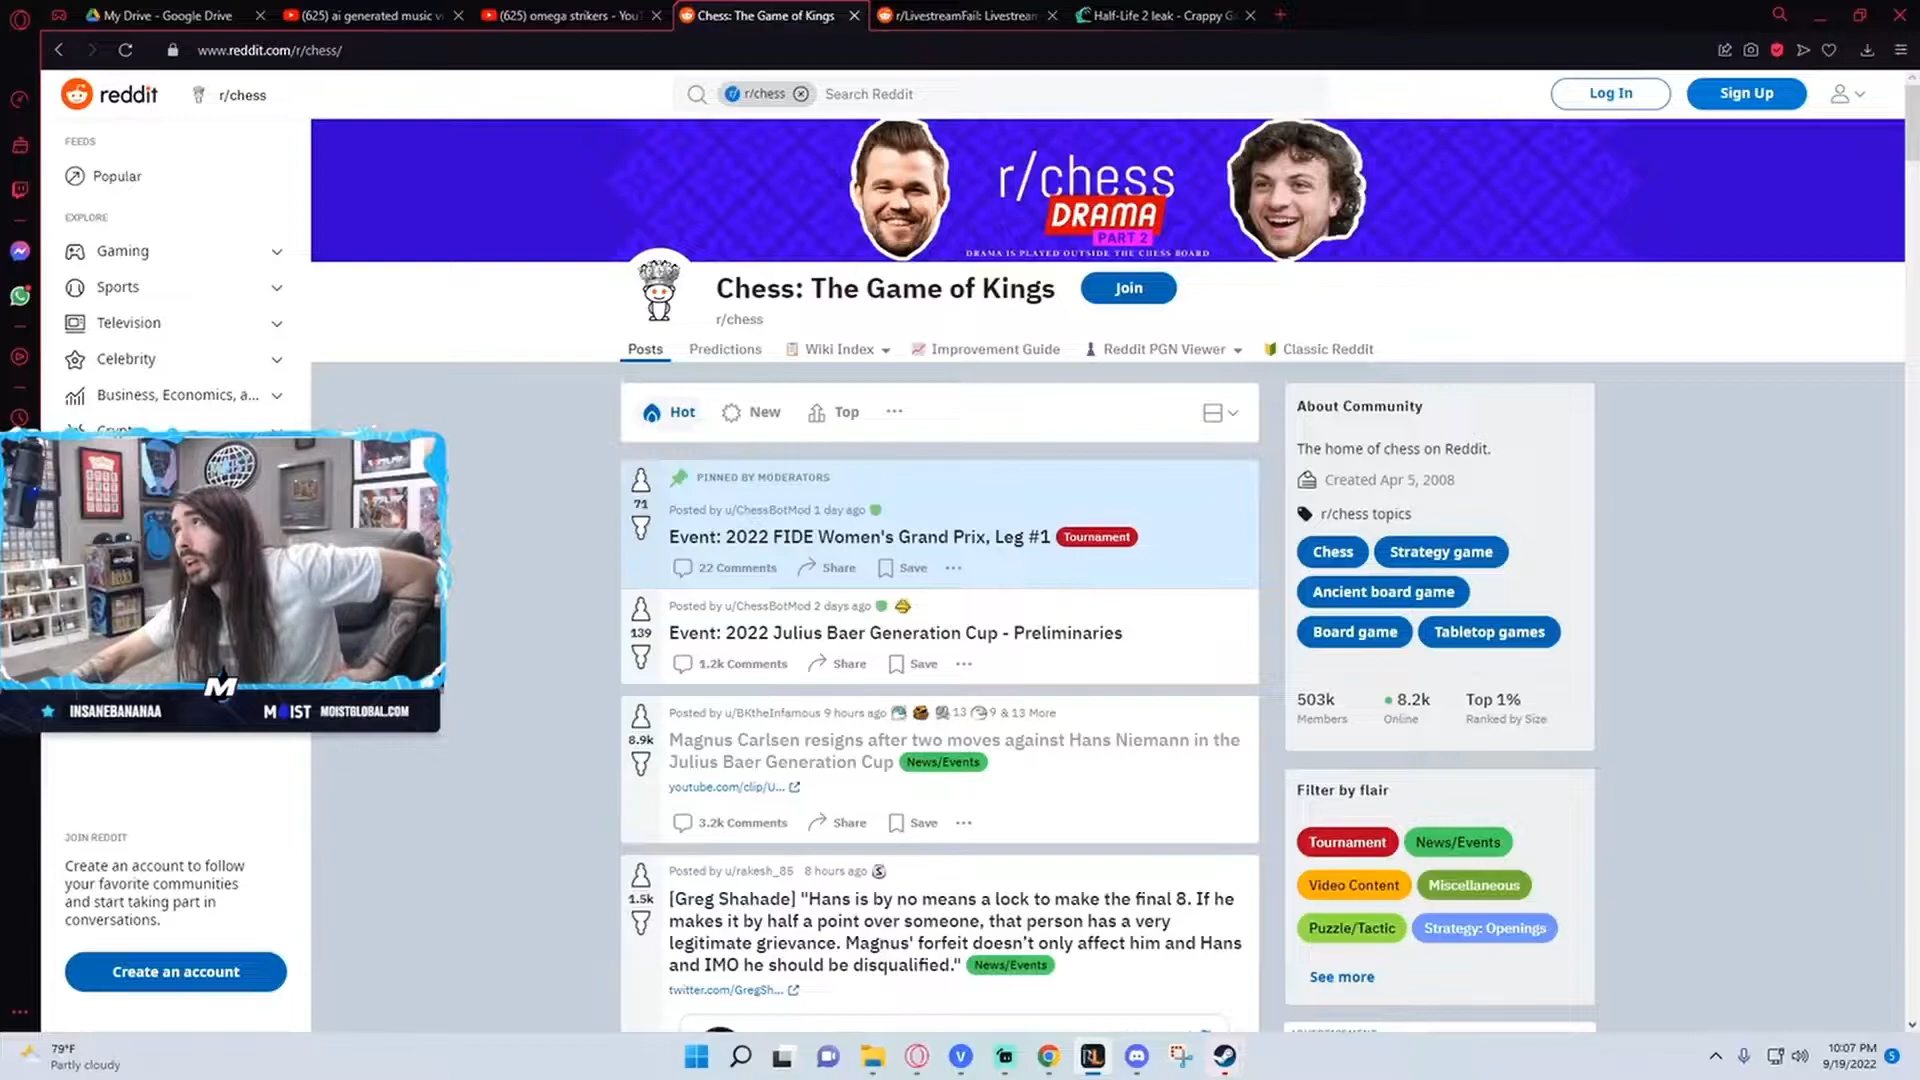 My Drive - Google Drive
(625) ai generated music vi
(625) omega strikers - YouT
Chess: The Game of Kings
r/LivestreamFail: Livestream
Half-Life 2 leak - Crappy G
www.reddit.com/r/chess/
reddit
r/chess
r/chess
Search Reddit
Log In
Sign Up
FEEDS
Popular
EXPLORE
Gaming
Sports
Television
Celebrity
Business, Economics, a...
r/chess
DRAMA
PART 2
DRAMA IS PLAYED OUTSIDE THE CHESS BOARD
Chess: The Game of Kings
Join
r/chess
Posts
Predictions
Wiki Index
Improvement Guide
Reddit PGN Viewer
Classic Reddit
Hot
New
Top
...
71
PINNED BY MODERATORS
Posted by u/ChessBotMod 1 day ago
Event: 2022 FIDE Women's Grand Prix, Leg #1 Tournament
22 Comments Share Save ...
139
Posted by u/ChessBotMod 2 days ago
Event: 2022 Julius Baer Generation Cup - Preliminaries
1.2k Comments Share Save ...
8.9k
Posted by u/BKtheInfamous 9 hours ago 13 9 & 13 More
Magnus Carlsen resigns after two moves against Hans Niemann in the
Julius Baer Generation Cup News/Events
youtube.com/clip/U...
3.2k Comments Share Save ...
1.5k
Posted by u/rakesh_85 8 hours ago
[Greg Shahade] "Hans is by no means a lock to make the final 8. If he
makes it by half a point over someone, that person has a very
legitimate grievance. Magnus' forfeit doesn't only affect him and Hans
and IMO he should be disqualified." News/Events
twitter.com/GregSh...
About Community
The home of chess on Reddit.
Created Apr 5, 2008
r/chess topics
Chess
Strategy game
Ancient board game
Board game
Tabletop games
503k 8.2k Top 1%
Members Online Ranked by Size
Filter by flair
Tournament
News/Events
Video Content
Miscellaneous
Puzzle/Tactic
Strategy: Openings
See more
ADVERTISEMENT
M
INSANEBANANAA
MOIST
MOISTGLOBAL.COM
JOIN REDDIT
Create an account to follow
your favorite communities
and start taking part in
conversations.
Create an account
79°F
Partly cloudy
10:07 PM
9/19/2022
5